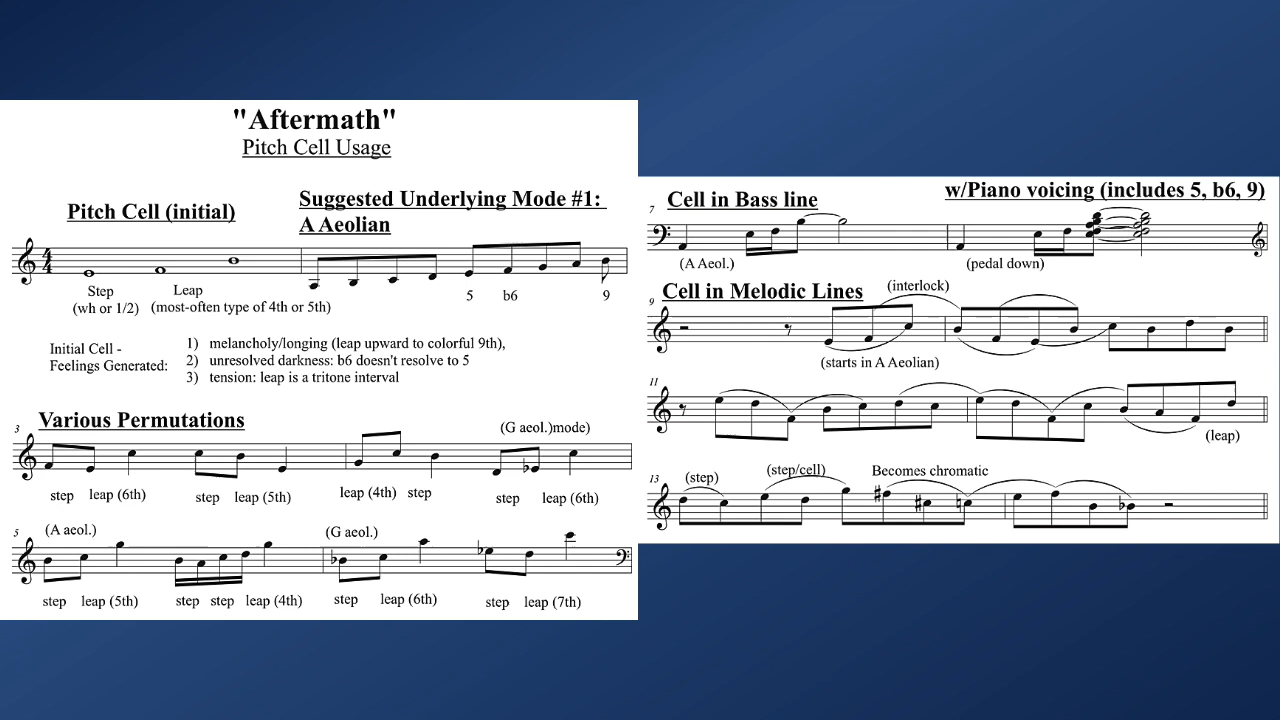 "Aftermath"
Pitch Cell Usage
Pitch Cell (initial)
Suggested Underlying Mode #1:
A Aeolian
Step
Leap
(wh or 1/2)
(most-often type of 4th or 5th)
5
b6
9
Initial Cell -
Feelings Generated:
1) melancholy/longing (leap upward to colorful 9th),
2) unresolved darkness: b6 doesn't resolve to 5
3) tension: leap is a tritone interval
Various Permutations
3
(G aeol.)mode)
step leap (6th) step leap (5th) leap (4th) step step leap (6th)
5
(A aeol.)
(G aeol.)
step leap (5th) step step leap (4th) step leap (6th) step leap (7th)
Cell in Bass line
w/Piano voicing (includes 5, b6, 9)
7
(A Aeol.)
(pedal down)
Cell in Melodic Lines
(interlock)
9
(starts in A Aeolian)
11
(leap)
13
(step)
(step/cell)
Becomes chromatic